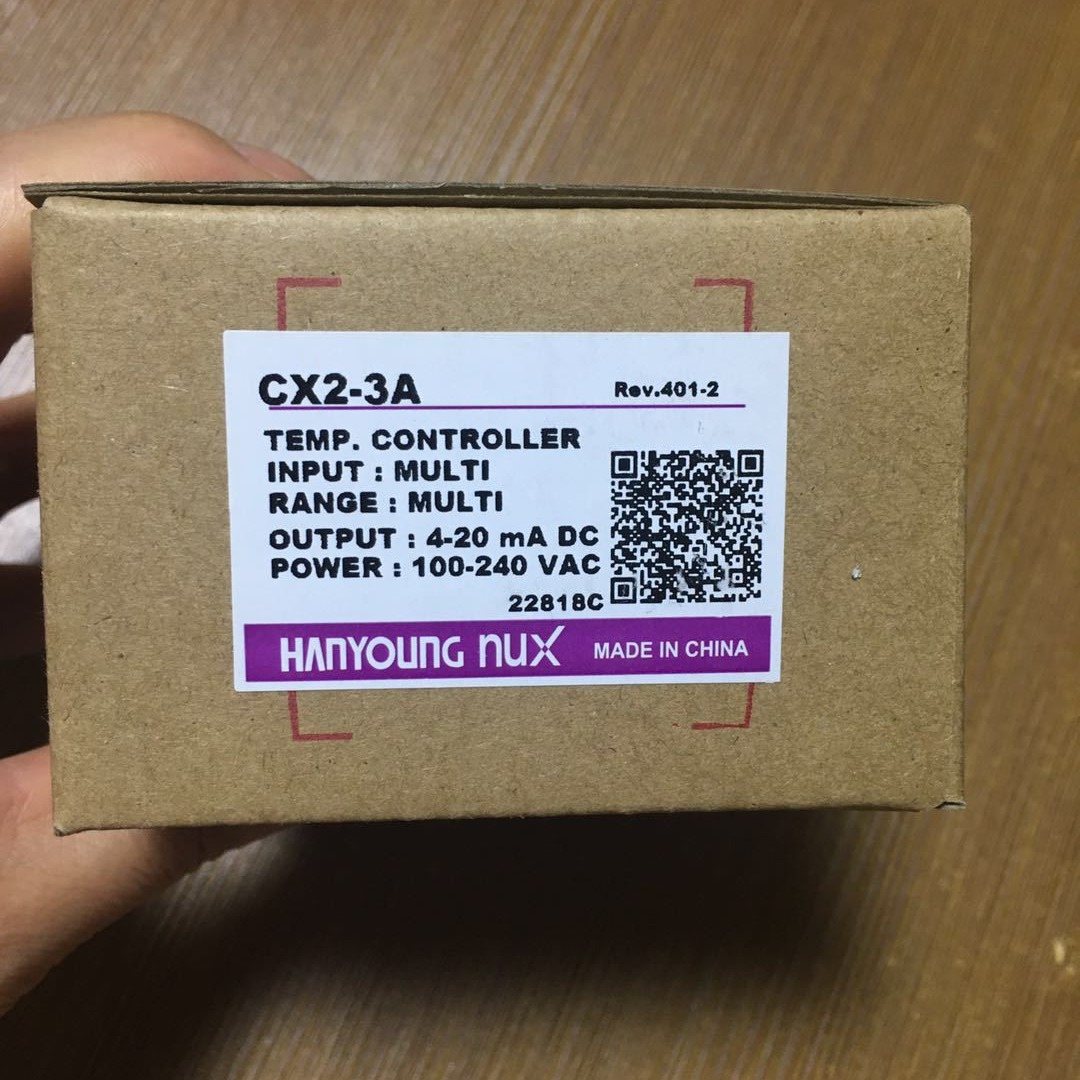 CX2-3A Rev.401-2
TEMP. CONTROLLER
INPUT : MULTI
RANGE : MULTI
OUTPUT : 4-20 mA DC
POWER : 100-240 VAC
22818C
HANYOUNG nux MADE IN CHINA